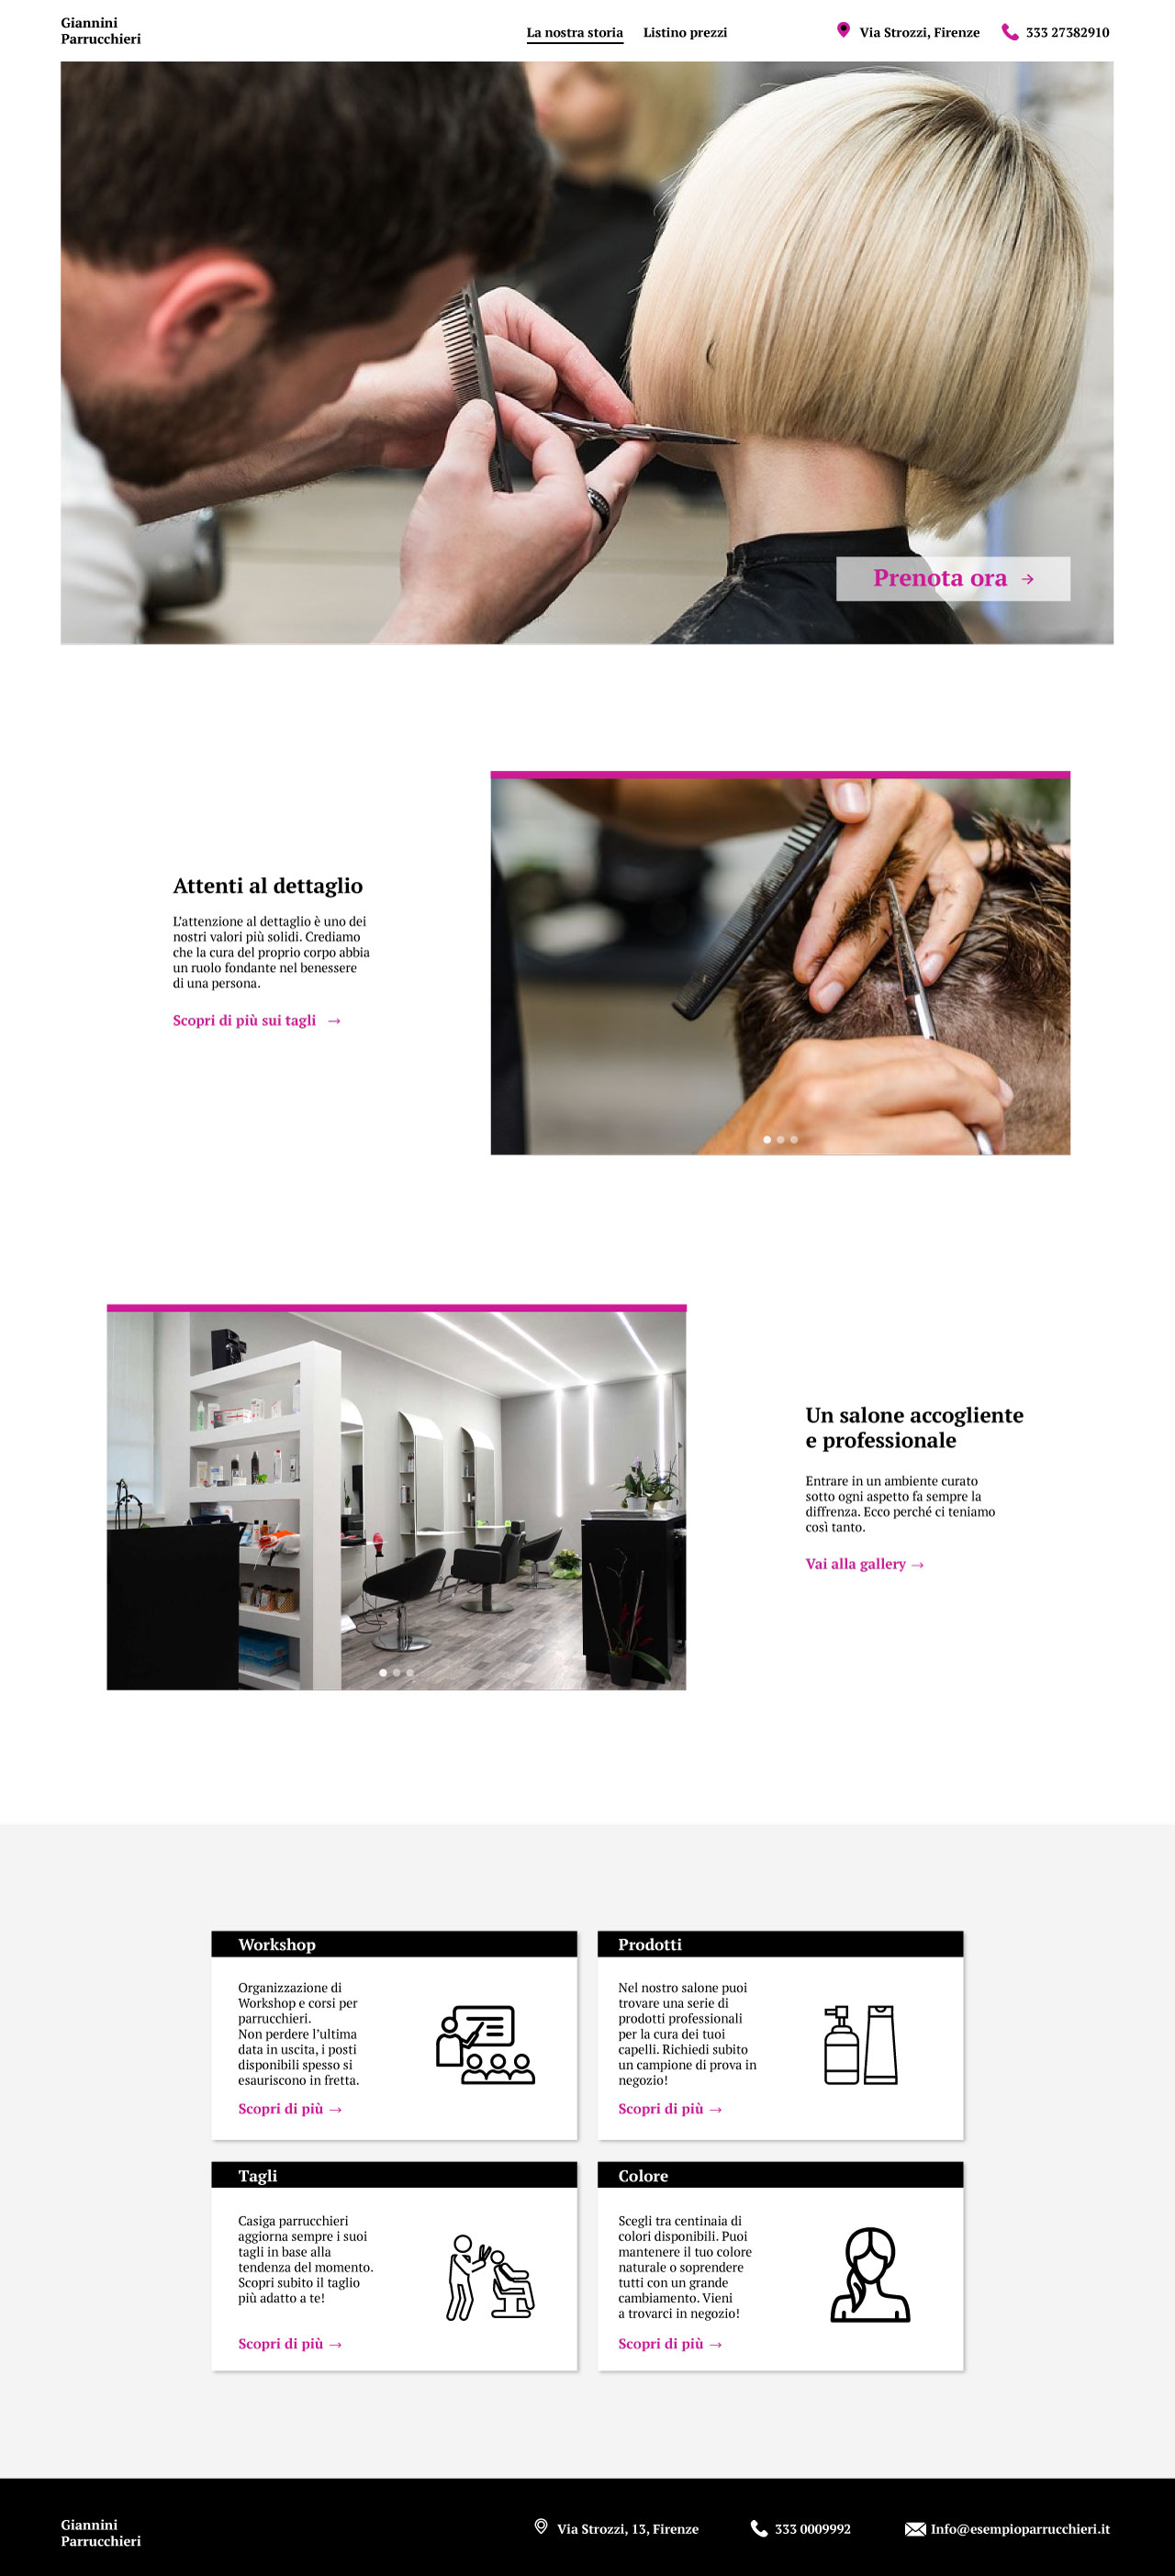 Giannini
Parrucchieri
La nostra storia
Listino prezzi
Via Strozzi, Firenze
333 27382910
Prenota ora →
Attenti al dettaglio
L'attenzione al dettaglio è uno dei
nostri valori più solidi. Crediamo
che la cura del proprio corpo abbia
un ruolo fondante nel benessere
di una persona.
Scopri di più sui tagli →
Un salone accogliente
e professionale
Entrare in un ambiente curato
sotto ogni aspetto fa sempre la
diffrenza. Ecco perché ci teniamo
così tanto.
Vai alla gallery →
Workshop
Organizzazione di
Workshop e corsi per
parrucchieri.
Non perdere l'ultima
data in uscita, i posti
disponibili spesso si
esauriscono in fretta.
Scopri di più →
Prodotti
Nel nostro salone puoi
trovare una serie di
prodotti professionali
per la cura dei tuoi
capelli. Richiedi subito
un campione di prova in
negozio!
Scopri di più →
Tagli
Casiga parrucchieri
aggiorna sempre i suoi
tagli in base alla
tendenza del momento.
Scopri subito il taglio
più adatto a te!
Scopri di più →
Colore
Scegli tra centinaia di
colori disponibili. Puoi
mantenere il tuo colore
naturale o soprendere
tutti con un grande
cambiamento. Vieni
a trovarci in negozio!
Scopri di più →
Giannini
Parrucchieri
Via Strozzi, 13, Firenze
333 0009992
Info@esempioparrucchieri.it